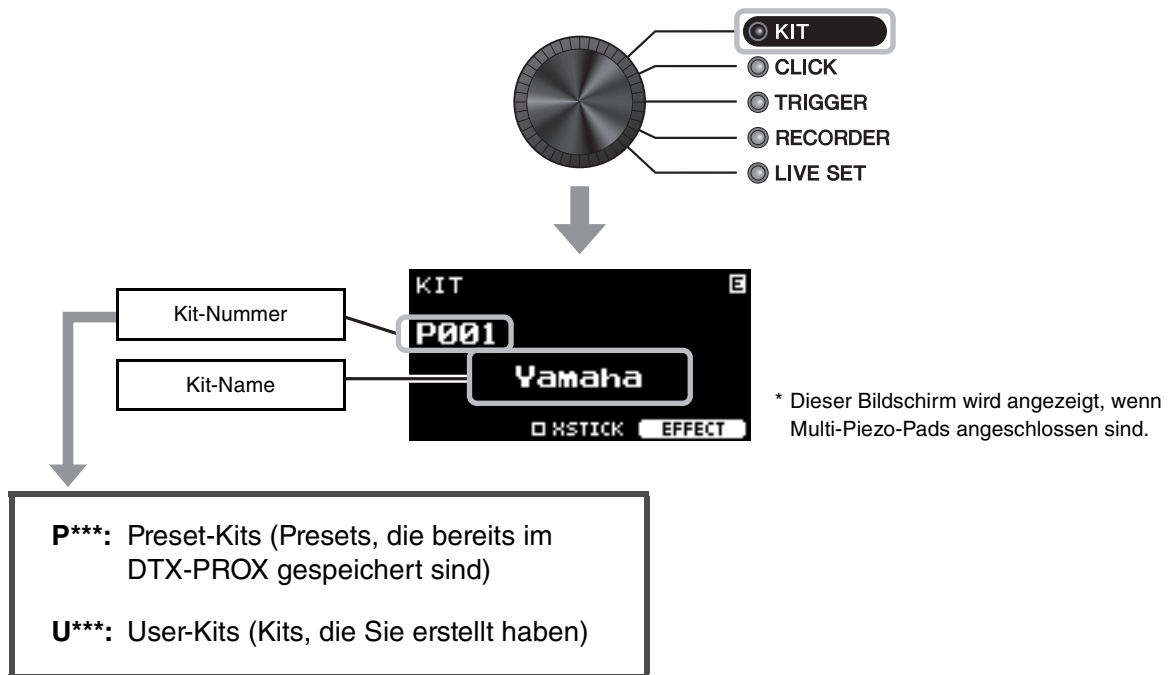 KIT
CLICK
TRIGGER
RECORDER
LIVE SET
KIT E
P001
Yamaha
XSTICK EFFECT
Kit-Nummer
Kit-Name
* Dieser Bildschirm wird angezeigt, wenn
Multi-Piezo-Pads angeschlossen sind.
P***: Preset-Kits (Presets, die bereits im
DTX-PROX gespeichert sind)
U***: User-Kits (Kits, die Sie erstellt haben)